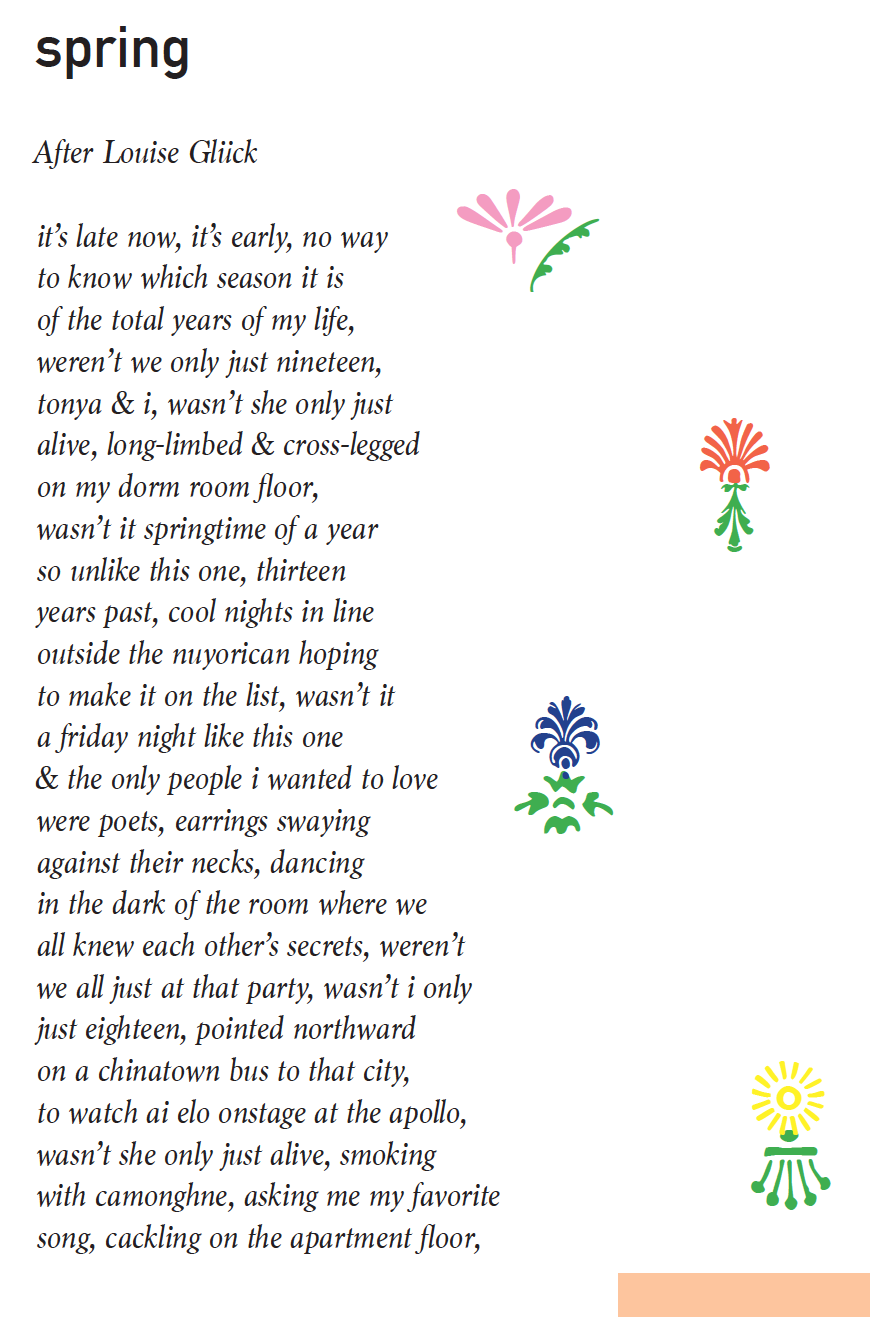 spring
After Louise Glück
it’s late now, it’s early, no way
to know which season it is
of the total years of my life,
weren’t we only just nineteen,
tonya & i, wasn’t she only just
alive, long-limbed & cross-legged
on my dorm room floor,
wasn’t it springtime of a year
so unlike this one, thirteen
years past, cool nights in line
outside the nuyorican hoping
to make it on the list, wasn’t it
a friday night like this one
& the only people i wanted to love
were poets, earrings swaying
against their necks, dancing
in the dark of the room where we
all knew each other’s secrets, weren’t
we all just at that party, wasn’t i only
just eighteen, pointed northward
on a chinatown bus to that city,
to watch ai elo onstage at the apollo,
wasn’t she only just alive, smoking
with camonghne, asking me my favorite
song, cackling on the apartment floor,